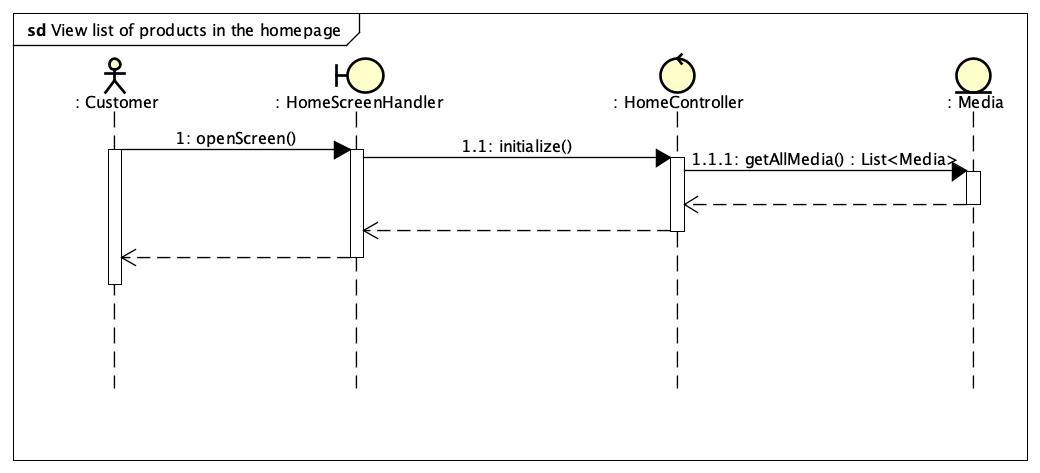 sd View list of products in the homepage
: Customer
: HomeScreenHandler
: HomeController
: Media
1: openScreen()
1.1: initialize()
1.1.1: getAllMedia() : List<Media>